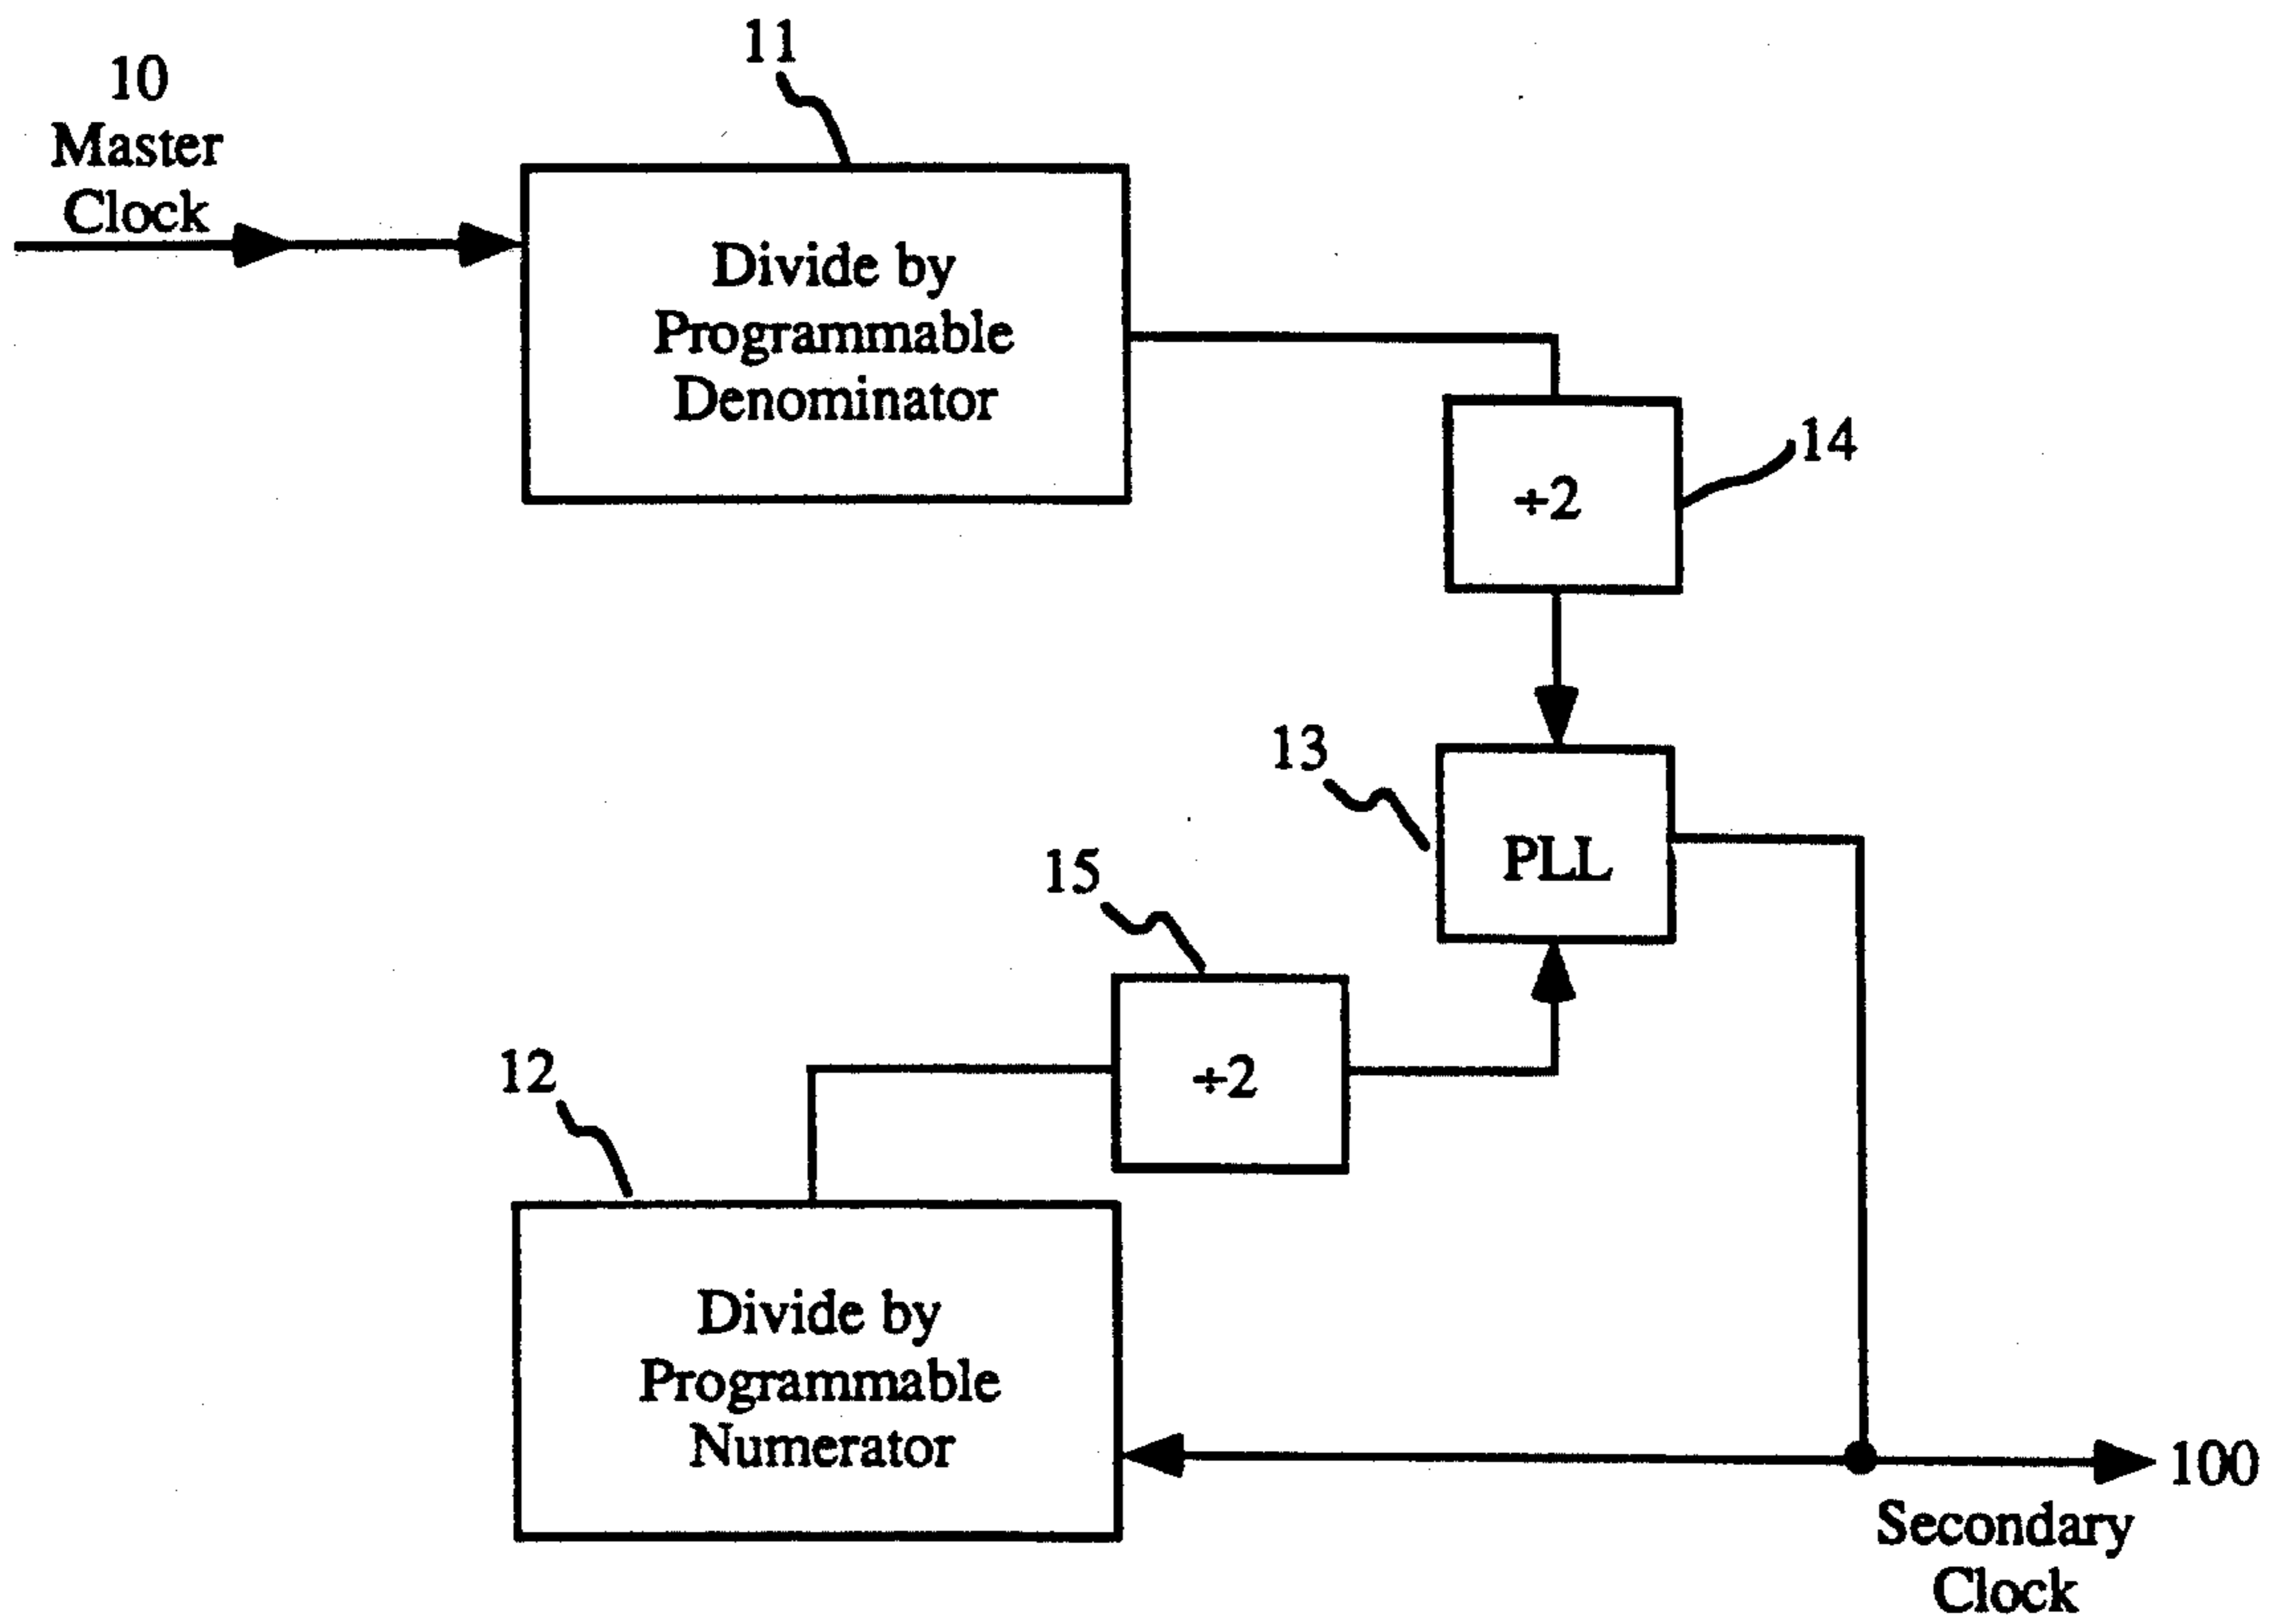 11
10
Master
Clock
Divide by
Programmable
Denominator
14
÷2
13
PLL
15
÷2
12
Divide by
Programmable
Numerator
100
Secondary
Clock